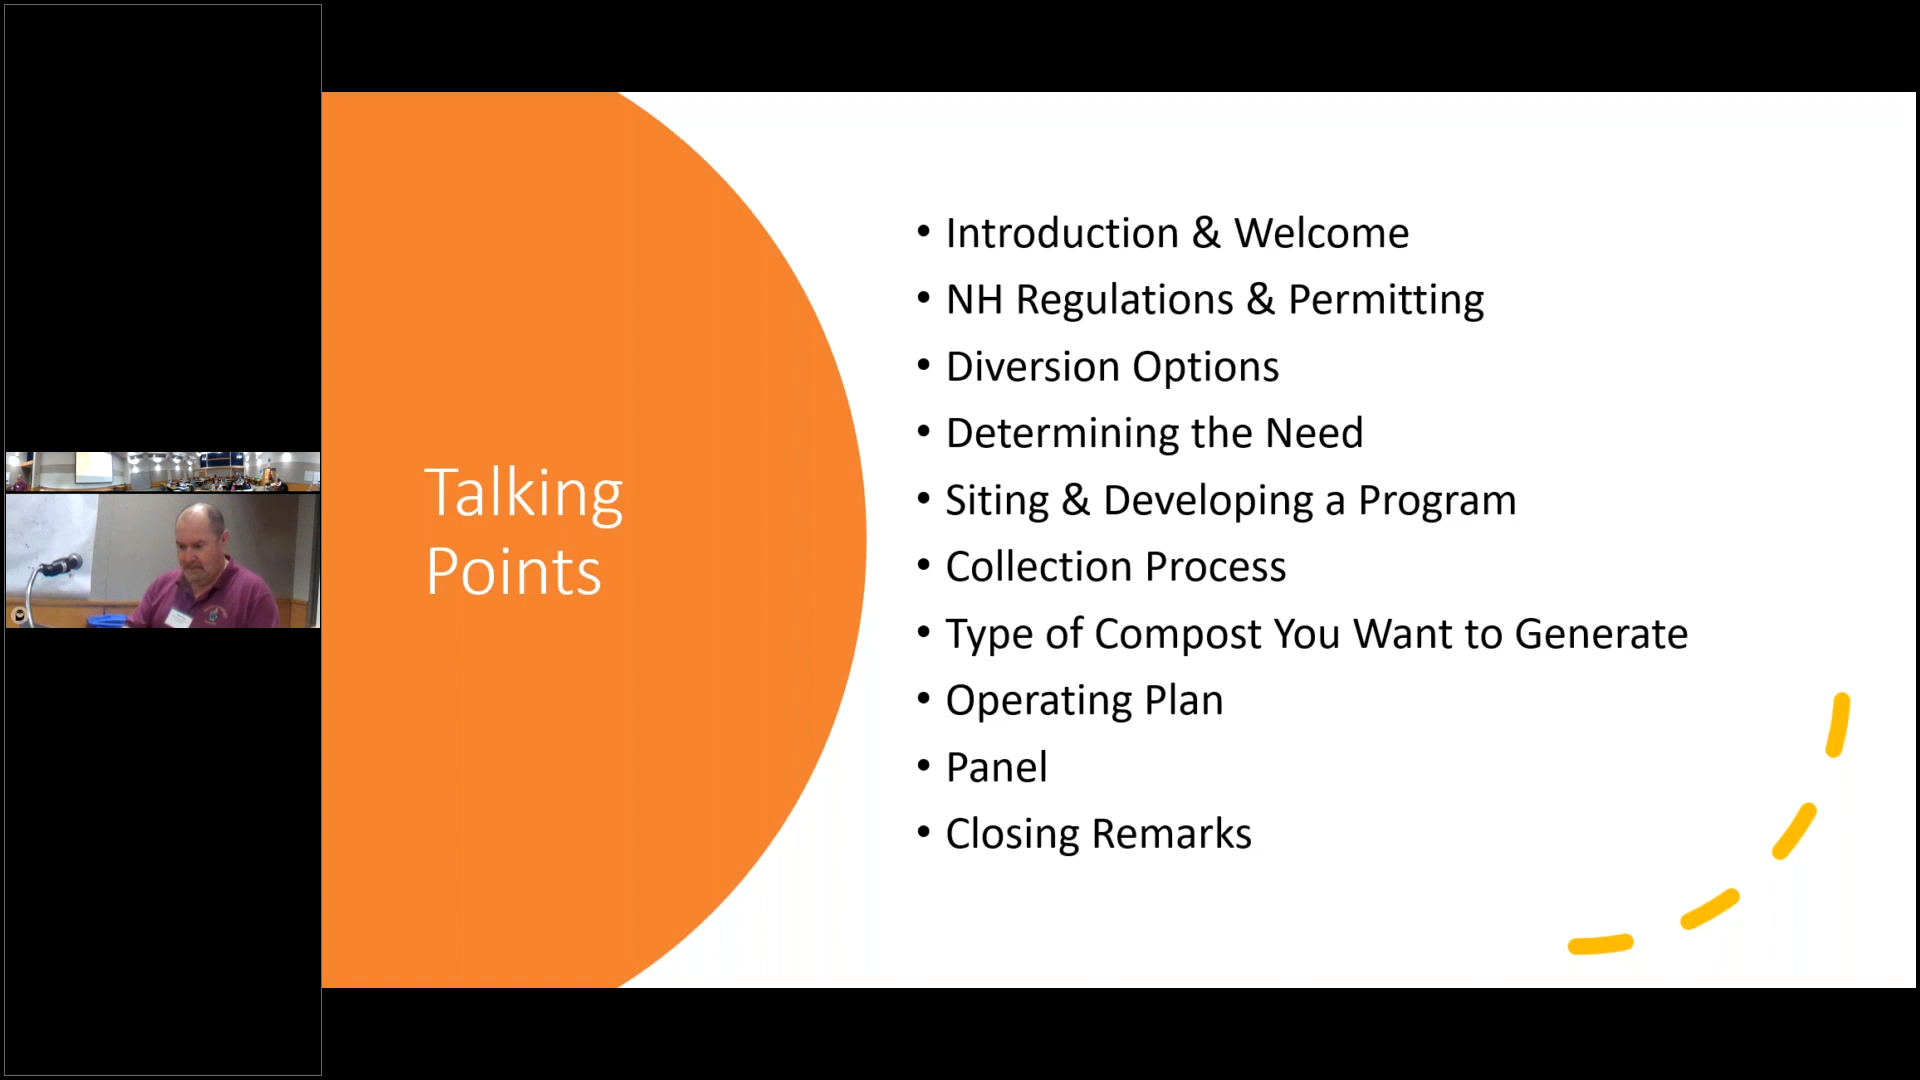 Talking
Points
• Introduction & Welcome
• NH Regulations & Permitting
• Diversion Options
• Determining the Need
• Siting & Developing a Program
• Collection Process
• Type of Compost You Want to Generate
• Operating Plan
• Panel
• Closing Remarks